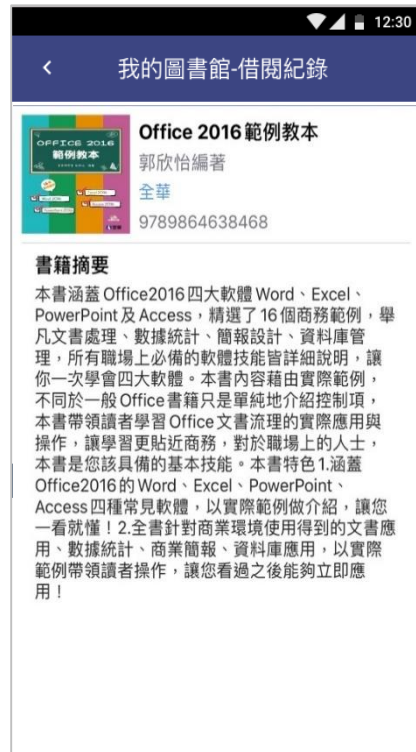 12:30
我的圖書館-借閱紀錄
OFFICE 2016
範例教本
Office 2016範例教本
郭欣怡編著
全華
9789864638468
書籍摘要
本書涵蓋Office2016四大軟體Word、Excel、
PowerPoint及Access，精選了16個商務範例，舉
凡文書處理、數據統計、簡報設計、資料庫管
理，所有職場上必備的軟體技能皆詳細說明，讓
你一次學會四大軟體。本書內容藉由實際範例，
不同於一般Office書籍只是單純地介紹控制項，
本書帶領讀者學習Office文書流理的實際應用與
操作，讓學習更貼近商務，對於職場上的人士，
本書是您該具備的基本技能。本書特色1.涵蓋
Office2016的Word、Excel、PowerPoint、
Access四種常見軟體，以實際範例做介紹，讓您
一看就懂！2.全書針對商業環境使用得到的文書應
用、數據統計、商業簡報、資料庫應用，以實際
範例帶領讀者操作，讓您看過之後能夠立即應
用！